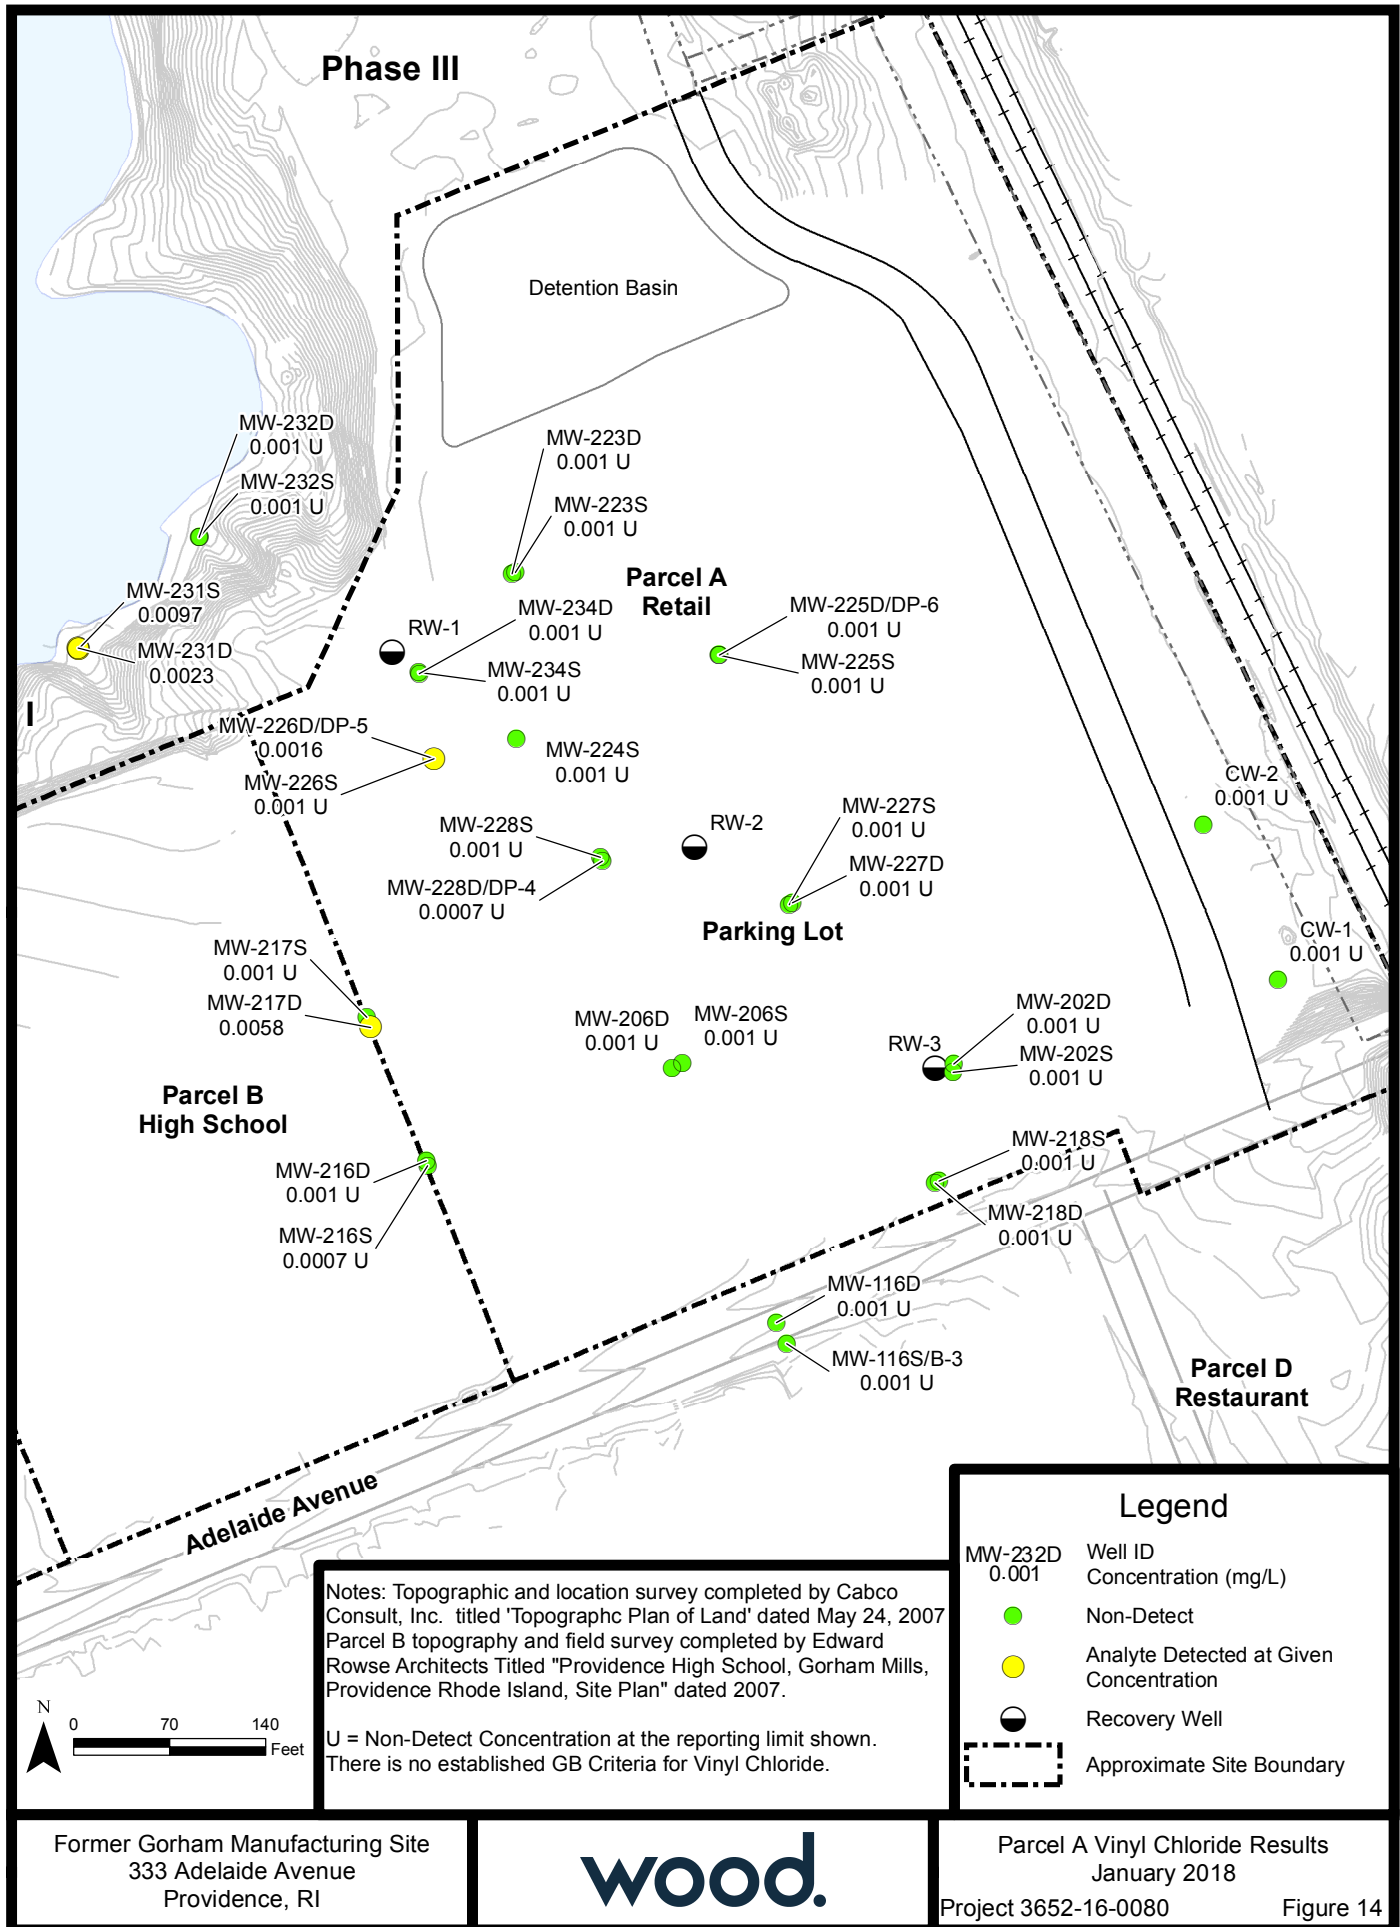 Phase III
Detention Basin
MW-232D
0.001 U
MW-232S
0.001 U
MW-223D
0.001 U
MW-223S
0.001 U
Parcel A
Retail
MW-231S
0.0097
MW-231D
0.0023
RW-1
MW-234D
0.001 U
MW-234S
0.001 U
MW-225D/DP-6
0.001 U
MW-225S
0.001 U
I
MW-226D/DP-5
0.0016
MW-226S
0.001 U
MW-224S
0.001 U
CW-2
0.001 U
MW-228S
0.001 U
MW-228D/DP-4
0.0007 U
RW-2
MW-227S
0.001 U
MW-227D
0.001 U
Parking Lot
CW-1
0.001 U
MW-217S
0.001 U
MW-217D
0.0058
MW-206D
0.001 U
MW-206S
0.001 U
RW-3
MW-202D
0.001 U
MW-202S
0.001 U
Parcel B
High School
MW-216D
0.001 U
MW-216S
0.0007 U
MW-218S
0.001 U
MW-218D
0.001 U
MW-116D
0.001 U
MW-116S/B-3
0.001 U
Parcel D
Restaurant
Adelaide Avenue
Legend
MW-232D
0.001
Well ID
Concentration (mg/L)
Non-Detect
Analyte Detected at Given
Concentration
Recovery Well
Approximate Site Boundary
N
0 70 140
Feet
Notes: Topographic and location survey completed by Cabco
Consult, Inc. titled 'Topographc Plan of Land' dated May 24, 2007
Parcel B topography and field survey completed by Edward
Rowse Architects Titled "Providence High School, Gorham Mills,
Providence Rhode Island, Site Plan" dated 2007.
U = Non-Detect Concentration at the reporting limit shown.
There is no established GB Criteria for Vinyl Chloride.
Former Gorham Manufacturing Site
333 Adelaide Avenue
Providence, RI
wood.
Parcel A Vinyl Chloride Results
January 2018
Project 3652-16-0080 Figure 14